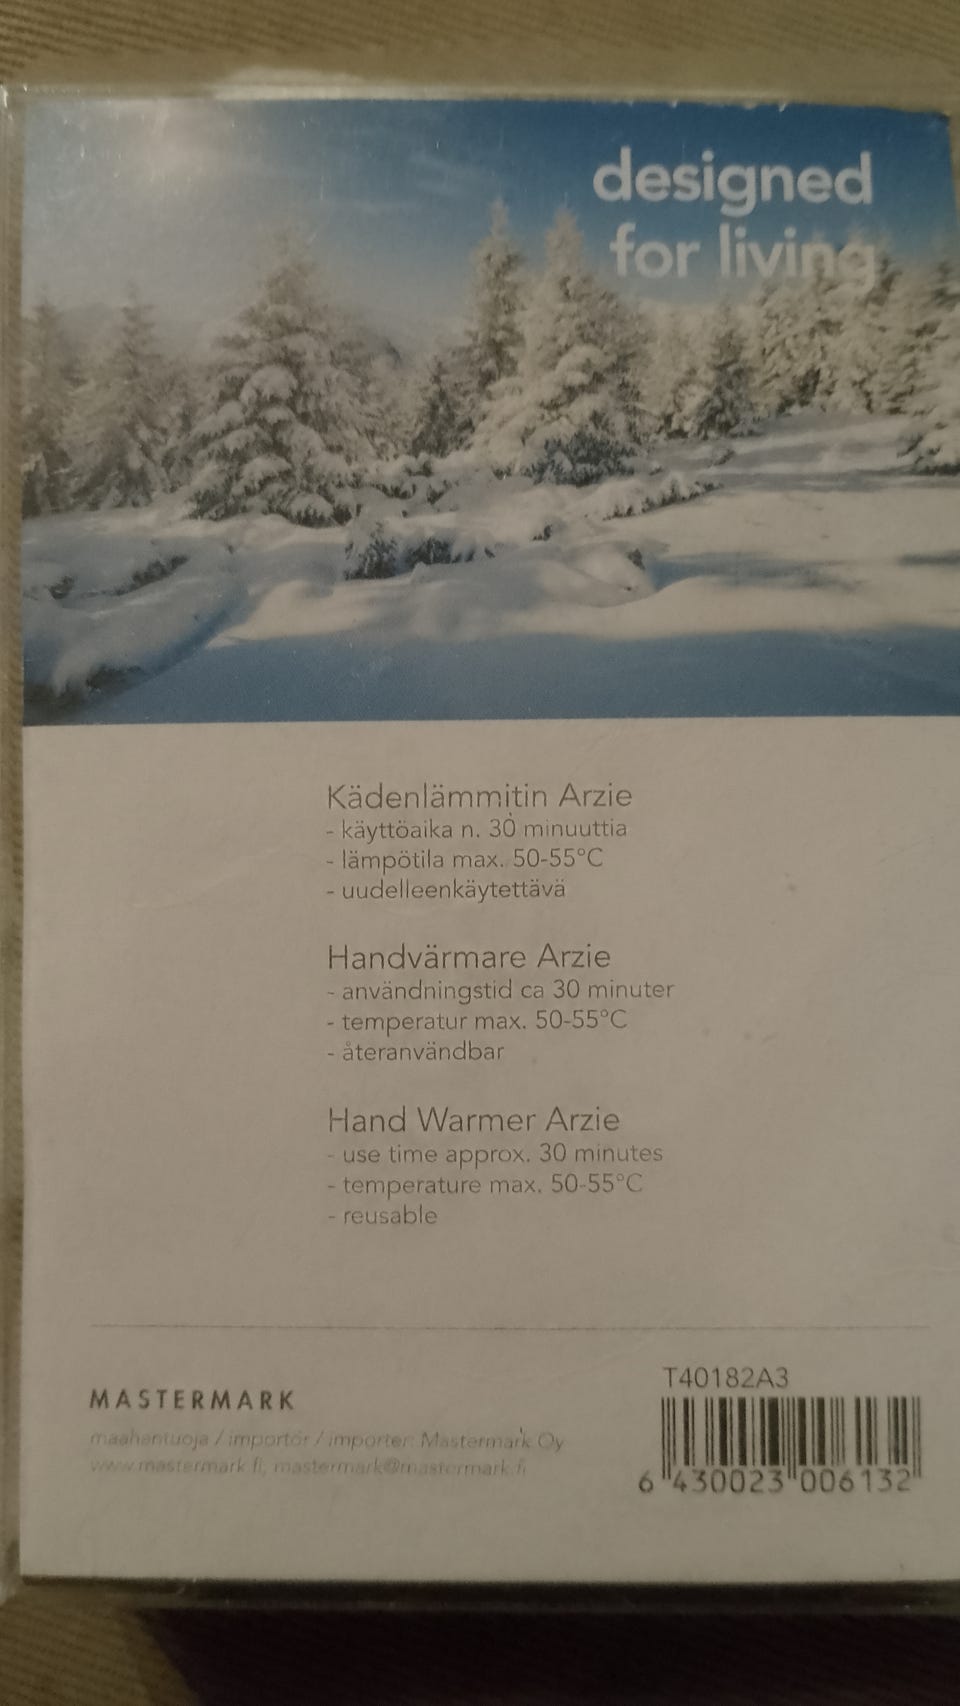 designed
for living
Kädenlämmitin Arzie
- käyttöaika n. 30 minuuttia
- lämpötila max. 50-55°C
- uudelleenkäytettävä
Handvärmare Arzie
- användningstid ca 30 minuter
- temperatur max. 50-55°C
- återanvändbar
Hand Warmer Arzie
- use time approx. 30 minutes
- temperature max. 50-55°C
- reusable
MASTERMARK
maahantuoja / importör / importer: Mastermark Oy
www.mastermark.fi, mastermark@mastermark.fi
T40182A3
6 430023 006132